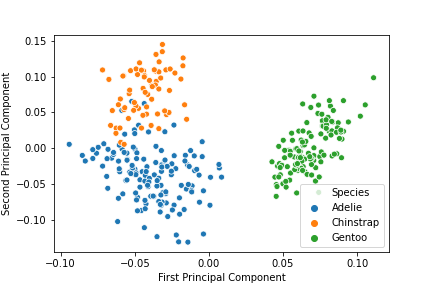 0.15
0.10
0.05
0.00
−0.05
−0.10
Second Principal Component
−0.10
−0.05
0.00
0.05
0.10
First Principal Component
Species
Adelie
Chinstrap
Gentoo